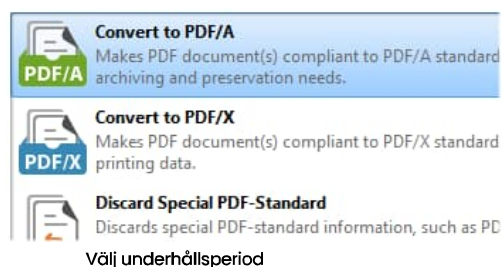 Convert to PDF/A
Makes PDF document(s) compliant to PDF/A standard
PDF/A
archiving and preservation needs.
Convert to PDF/X
Makes PDF document(s) compliant to PDF/X standard
PDF/X
printing data.
Discard Special PDF-Standard
Discards special PDF-standard information, such as PD
Välj underhållsperiod